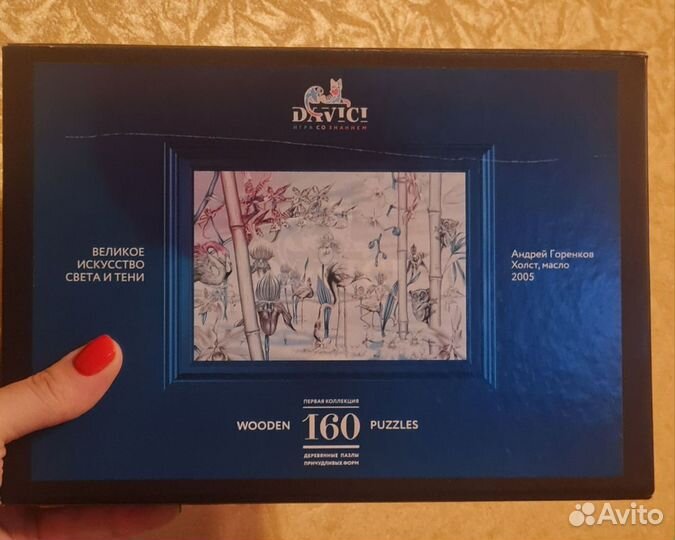 DAVICI
ИГРА СО ЗНАНИЕМ
ВЕЛИКОЕ
ИСКУССТВО
СВЕТА И ТЕНИ
Андрей Горенков
Холст, масло
2005
ПЕРВАЯ КОЛЛЕКЦИЯ
WOODEN 160 PUZZLES
ДЕРЕВЯННЫЕ ПАЗЛЫ
ПРИЧУДЛИВЫХ ФОРМ
Avito